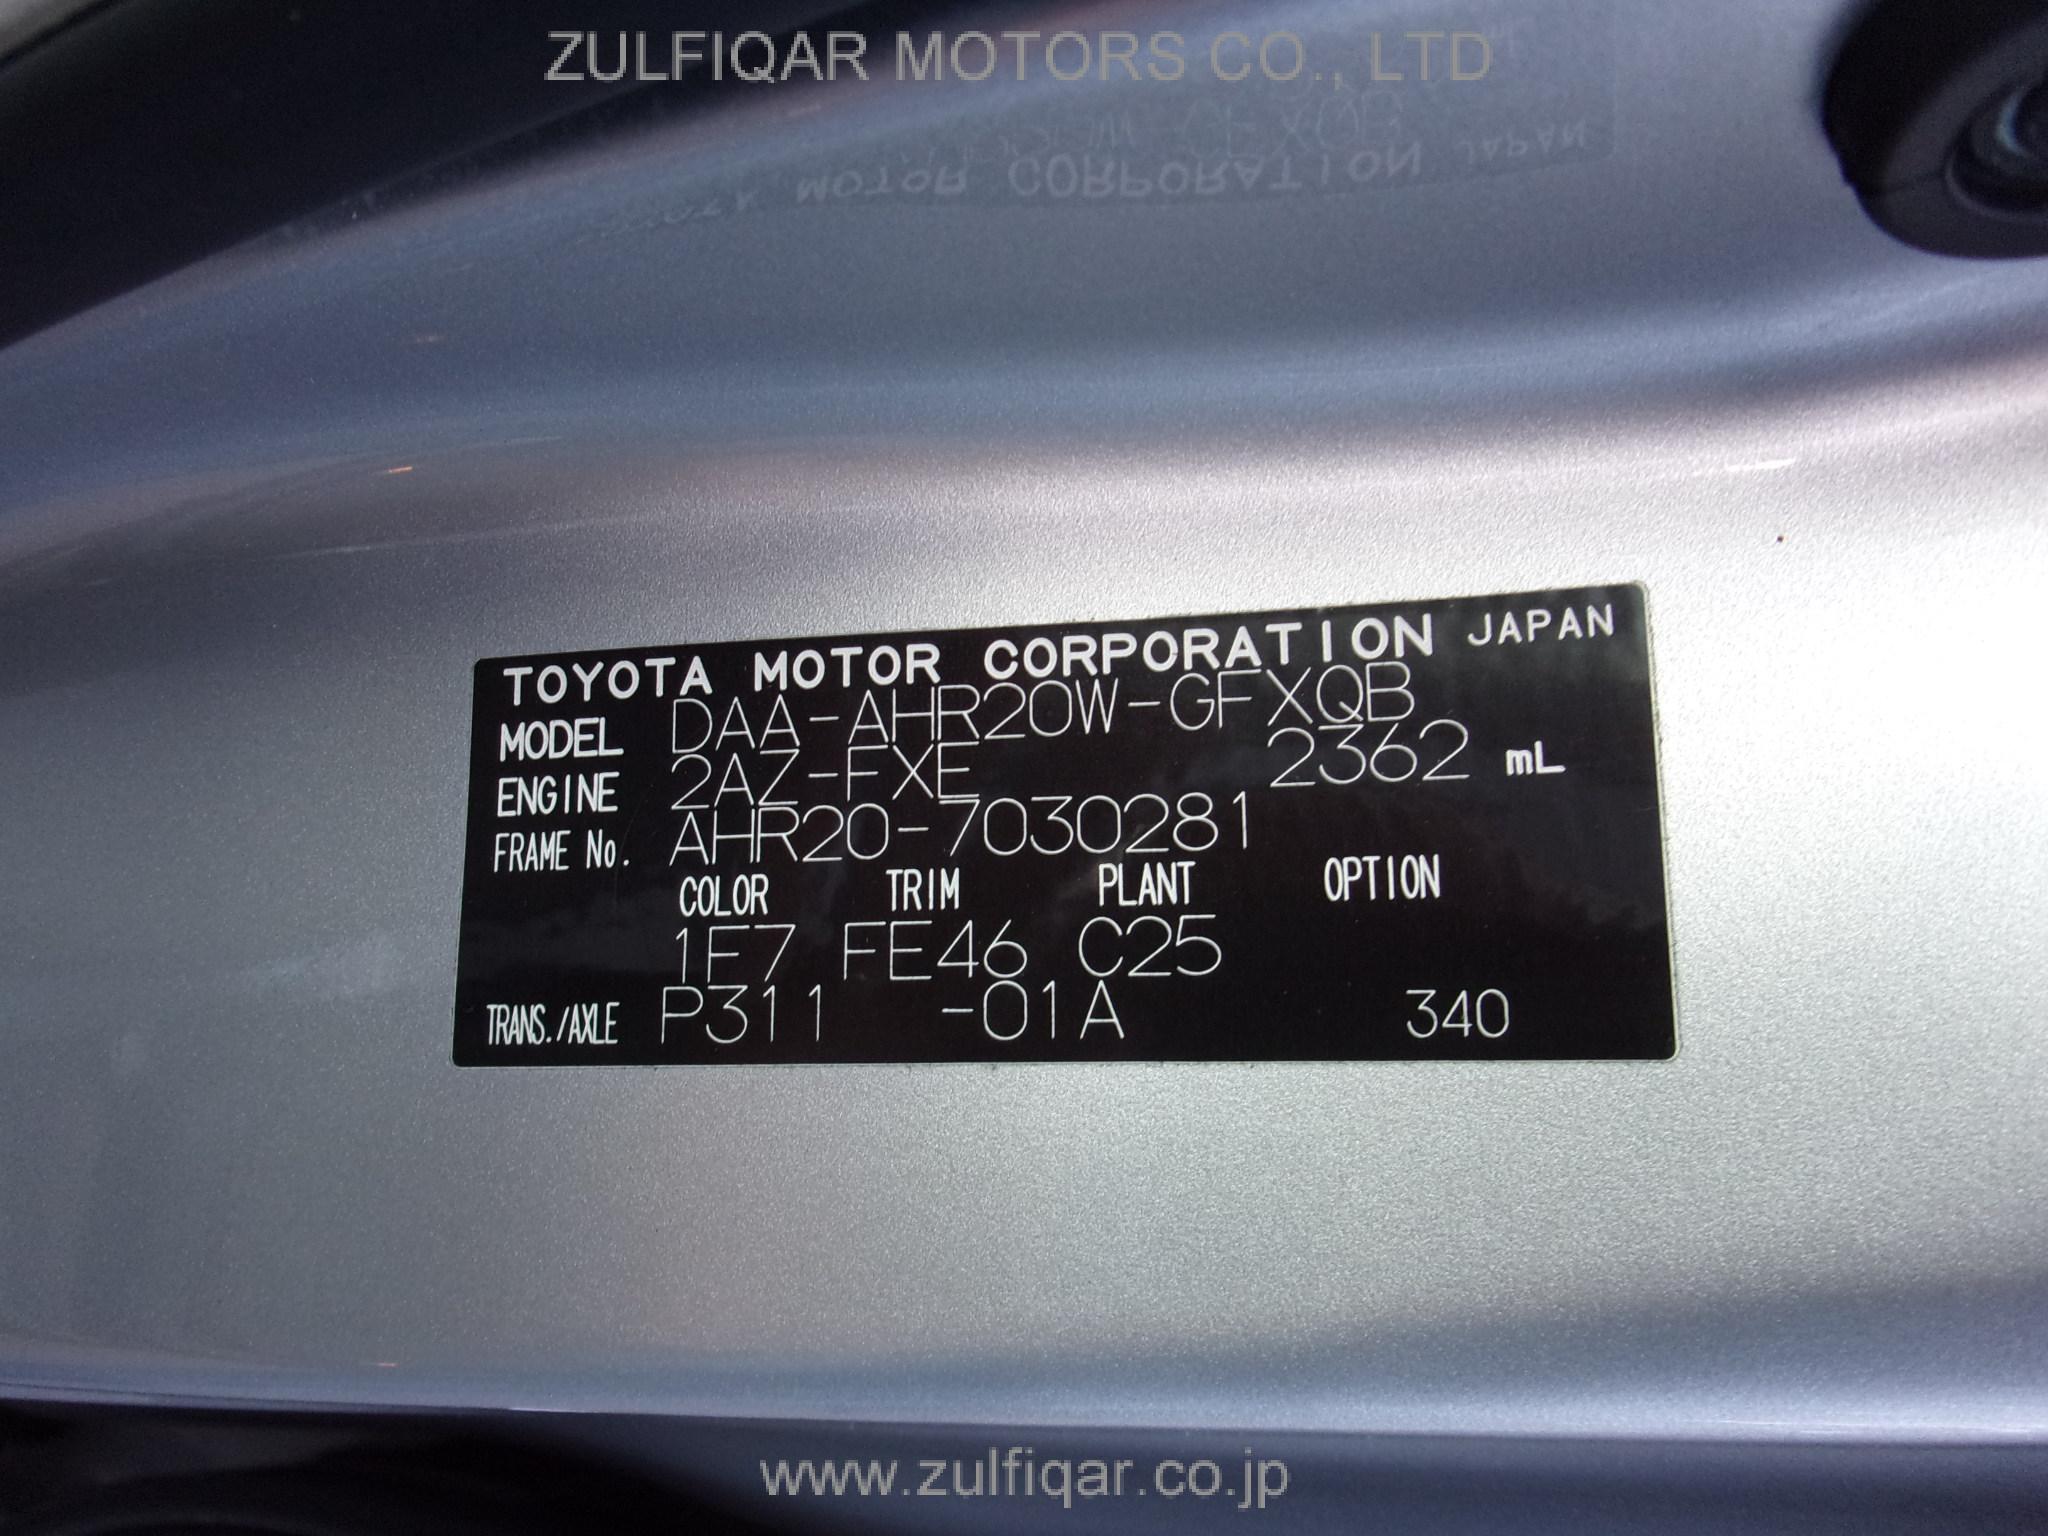 ZULFIQAR MOTORS CO., LTD
TOYOTA MOTOR CORPORATION JAPAN
MODEL DAA-AHR20W-GFXQB
ENGINE 2AZ-FXE 2362 mL
FRAME No. AHR20-7030281
COLOR TRIM PLANT OPTION
1F7 FE46 C25
TRANS./AXLE P311 -01A 340
www.zulfiqar.co.jp